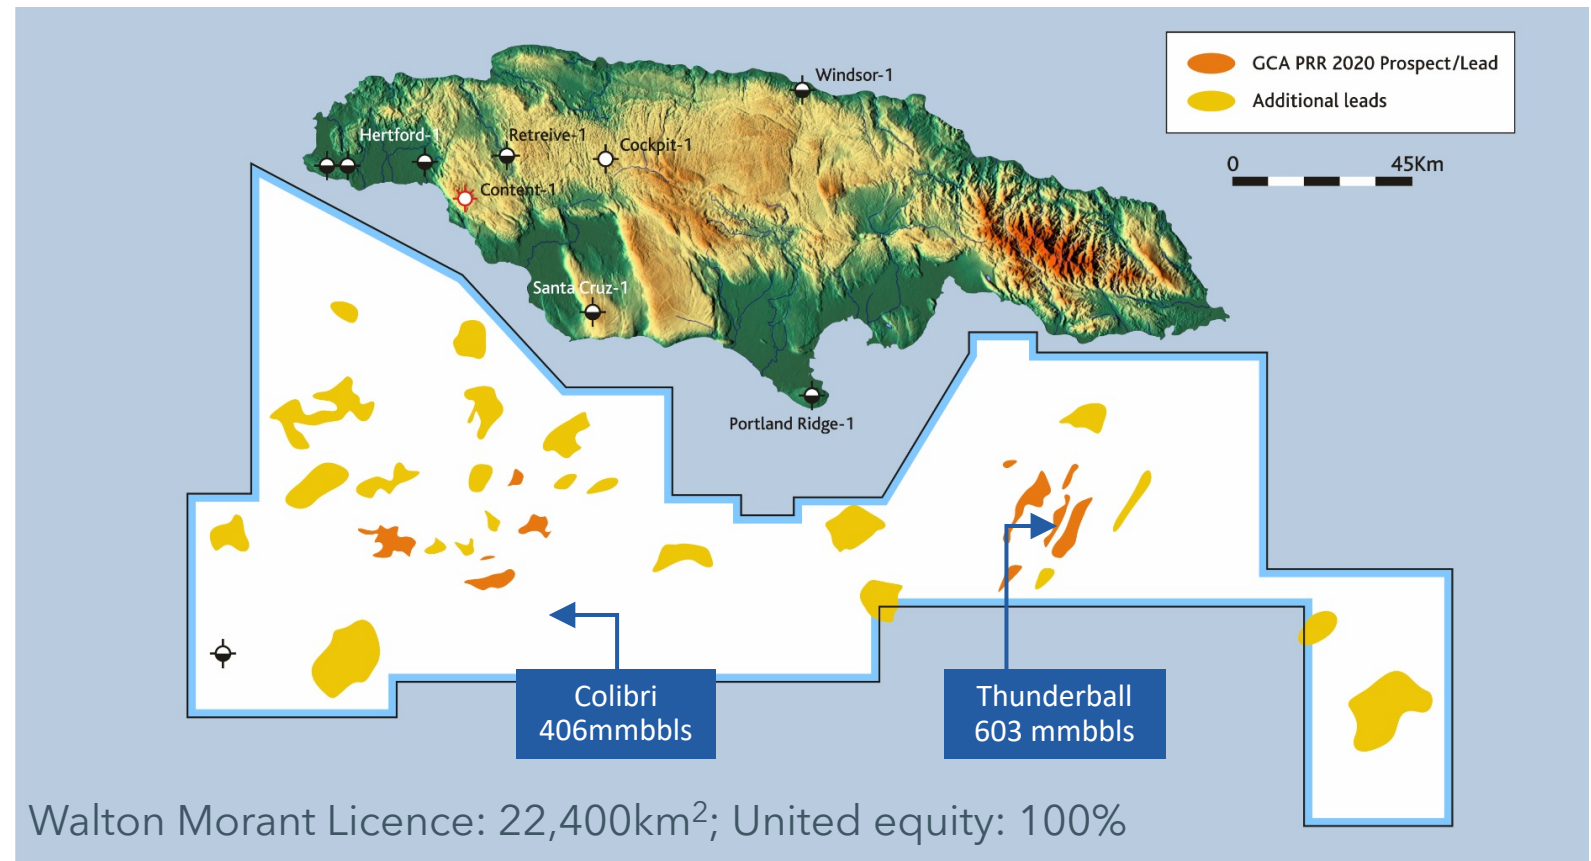 Windsor-1
GCA PRR 2020 Prospect/Lead
Additional leads
Hertford-1
Retreive-1
Cockpit-1
0 45Km
Content-1
Santa Cruz-1
Portland Ridge-1
Colibri
406mmbbls
Thunderball
603 mmbbls
Walton Morant Licence: 22,400km²; United equity: 100%